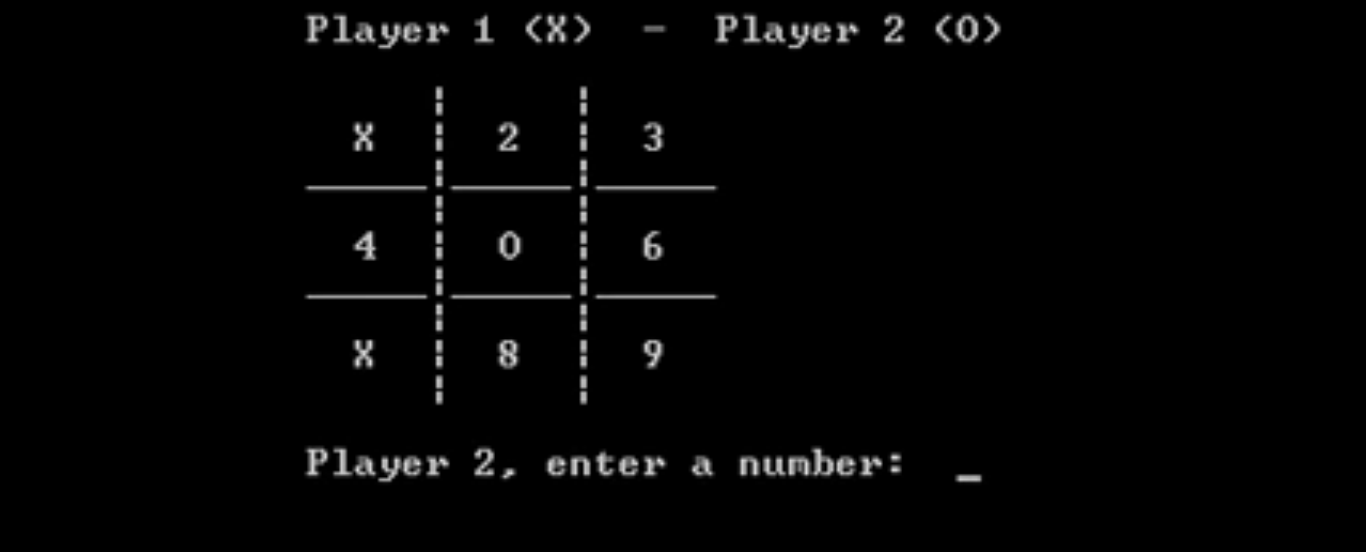 Player 1 (X) - Player 2 (O)
X 2 3
4 O 6
X 8 9
Player 2, enter a number: _